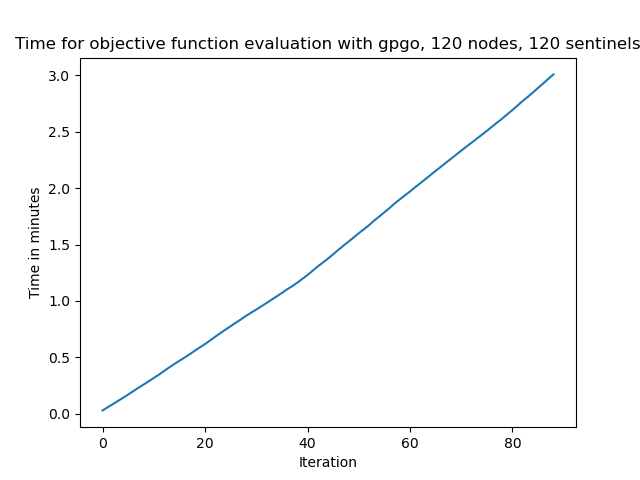 Time for objective function evaluation with gpgo, 120 nodes, 120 sentinels
3.0
2.5
2.0
1.5
1.0
0.5
0.0
Time in minutes
0 20 40 60 80
Iteration